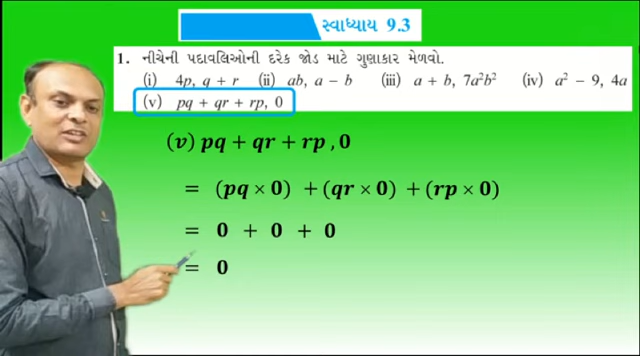 સ્વાધ્યાય 9.3
1. નીચેની પદાવલિઓની દરેક જોડ માટે ગુણાકાર મેળવો.
(i) 4p, q + r (ii) ab, a – b (iii) a + b, 7a²b² (iv) a² – 9, 4a
(v) pq + qr + rp, 0
(v) pq + qr + rp , 0
= (pq × 0) + (qr × 0) + (rp × 0)
= 0 + 0 + 0
= 0